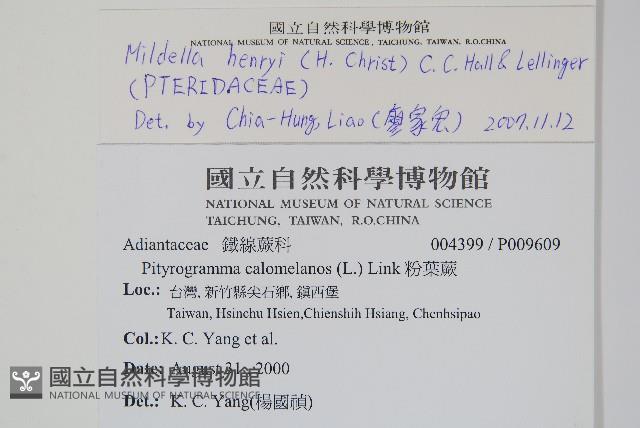 國立自然科學博物館
NATIONAL MUSEUM OF NATURAL SCIENCE, TAICHUNG, TAIWAN, R.O.CHINA
Mildella henryi (H. Christ) C. C. Hall & Lellinger
(PTERIDACEAE)
Det. by Chia-Hung, Liao (廖家鬼) 2007.11.12
國立自然科學博物館
NATIONAL MUSEUM OF NATURAL SCIENCE
TAICHUNG, TAIWAN, R.O.CHINA
Adiantaceae 鐵線蕨科 004399 / P009609
Pityrogramma calomelanos (L.) Link 粉葉蕨
Loc.: 台灣, 新竹縣尖石鄉, 鎮西堡
Taiwan, Hsinchu Hsien,Chienshih Hsiang, Chenhsipao
Col.: K. C. Yang et al.
Date: August 31, 2000
國立自然科學博物館
NATIONAL MUSEUM OF NATURAL SCIENCE
Det.: K. C. Yang(楊國禎)